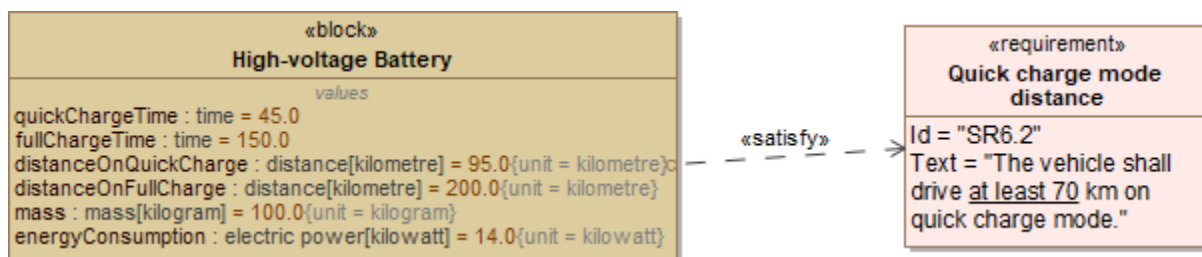 «block»
High-voltage Battery
values
quickChargeTime : time = 45.0
fullChargeTime : time = 150.0
distanceOnQuickCharge : distance[kilometre] = 95.0{unit = kilometre}
distanceOnFullCharge : distance[kilometre] = 200.0{unit = kilometre}
mass : mass[kilogram] = 100.0{unit = kilogram}
energyConsumption : electric power[kilowatt] = 14.0{unit = kilowatt}
«satisfy»
«requirement»
Quick charge mode
distance
Id = "SR6.2"
Text = "The vehicle shall
drive at least 70 km on
quick charge mode."